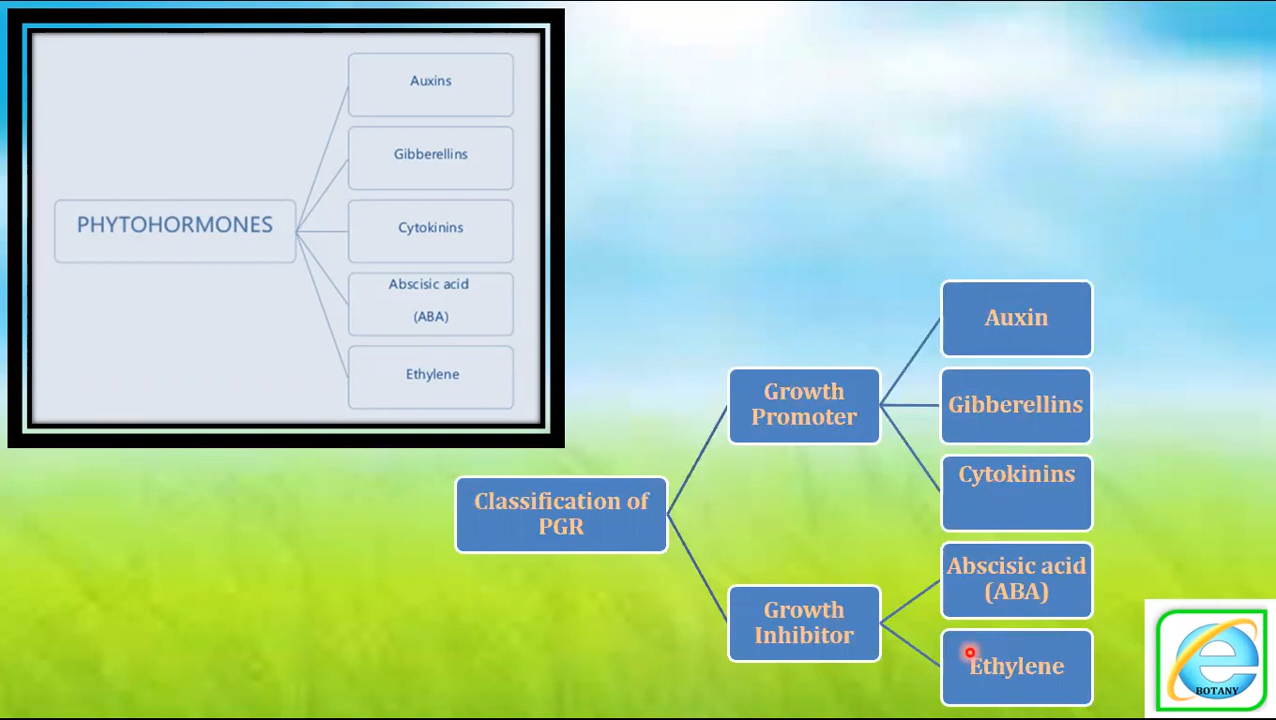 PHYTOHORMONES
Auxins
Gibberellins
Cytokinins
Abscisic acid
(ABA)
Ethylene
Classification of
PGR
Growth
Promoter
Auxin
Gibberellins
Cytokinins
Growth
Inhibitor
Abscisic acid
(ABA)
Ethylene
e
BOTANY